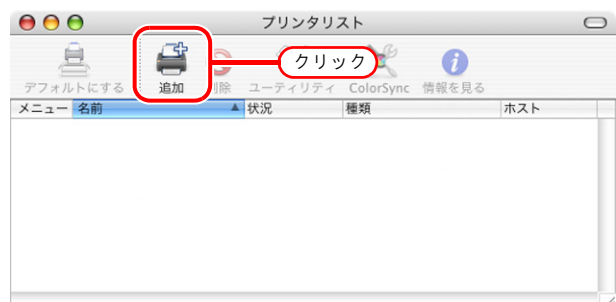 プリンタリスト
クリック
デフォルトにする 追加 削除 ユーティリティ ColorSync 情報を見る
メニュー 名前 状況 種類 ホスト